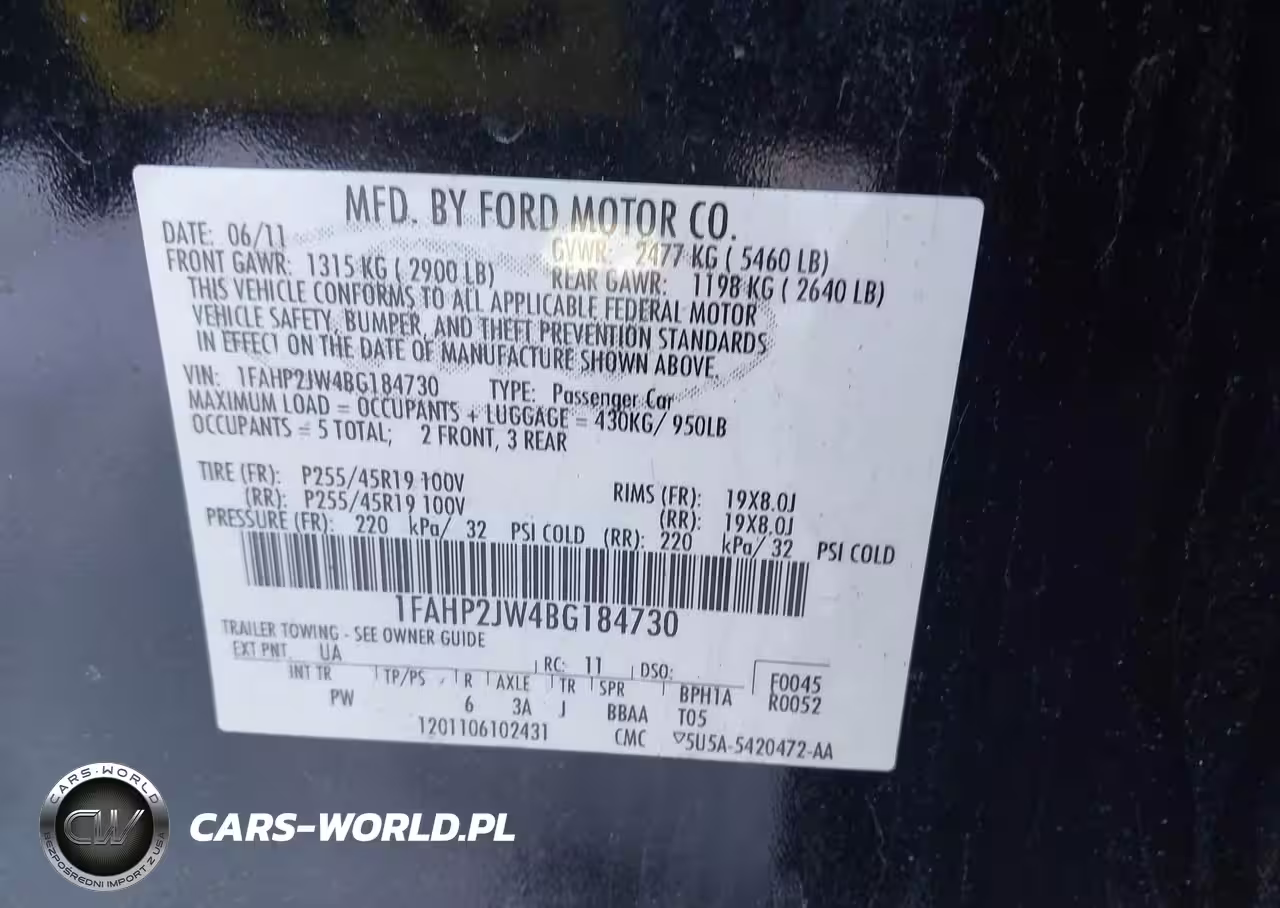 MFD. BY FORD MOTOR CO.
DATE: 06/11 GVWR: 2477 KG ( 5460 LB)
FRONT GAWR: 1315 KG ( 2900 LB) REAR GAWR: 1198 KG ( 2640 LB)
THIS VEHICLE CONFORMS TO ALL APPLICABLE FEDERAL MOTOR
VEHICLE SAFETY, BUMPER, AND THEFT PREVENTION STANDARDS
IN EFFECT ON THE DATE OF MANUFACTURE SHOWN ABOVE.
VIN: 1FAHP2JW4BG184730 TYPE: Passenger Car
MAXIMUM LOAD = OCCUPANTS + LUGGAGE = 430KG/ 950LB
OCCUPANTS = 5 TOTAL; 2 FRONT, 3 REAR
TIRE (FR): P255/45R19 100V RIMS (FR): 19X8.0J
(RR): P255/45R19 100V (RR): 19X8.0J
PRESSURE (FR): 220 kPa/ 32 PSI COLD (RR): 220 kPa/ 32 PSI COLD
1FAHP2JW4BG184730
TRAILER TOWING - SEE OWNER GUIDE
EXT PNT UA RC: 11 DSO: F0045
INT TR TP/PS R AXLE TR SPR BPH1A R0052
PW 6 3A J BBAA T05
1201106102431 CMC 5U5A-5420472-AA
CARS-WORLD
CW
BEZPOŚREDNI IMPORT Z USA
CARS-WORLD.PL